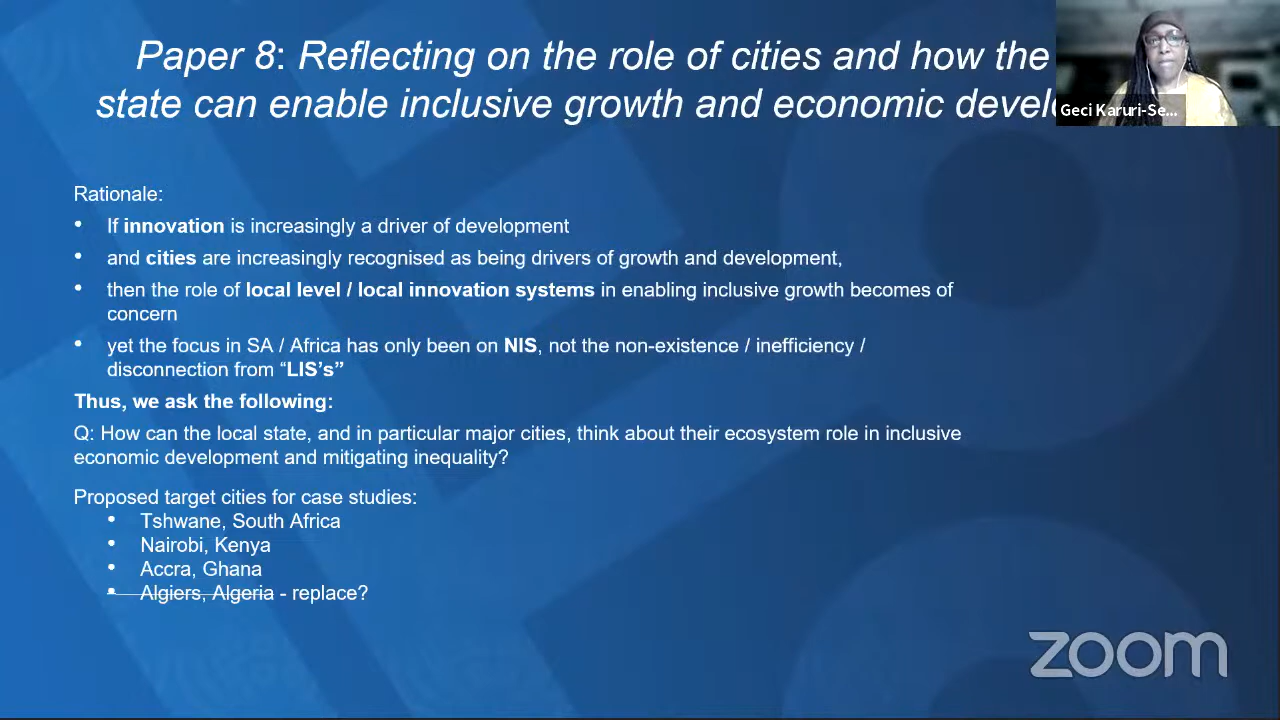 Paper 8: Reflecting on the role of cities and how the
state can enable inclusive growth and economic devel
Geci Karuri-Se...
Rationale:
• If innovation is increasingly a driver of development
• and cities are increasingly recognised as being drivers of growth and development,
• then the role of local level / local innovation systems in enabling inclusive growth becomes of
concern
• yet the focus in SA / Africa has only been on NIS, not the non-existence / inefficiency /
disconnection from “LIS’s”
Thus, we ask the following:
Q: How can the local state, and in particular major cities, think about their ecosystem role in inclusive
economic development and mitigating inequality?
Proposed target cities for case studies:
• Tshwane, South Africa
• Nairobi, Kenya
• Accra, Ghana
• Algiers, Algeria - replace?
zoom